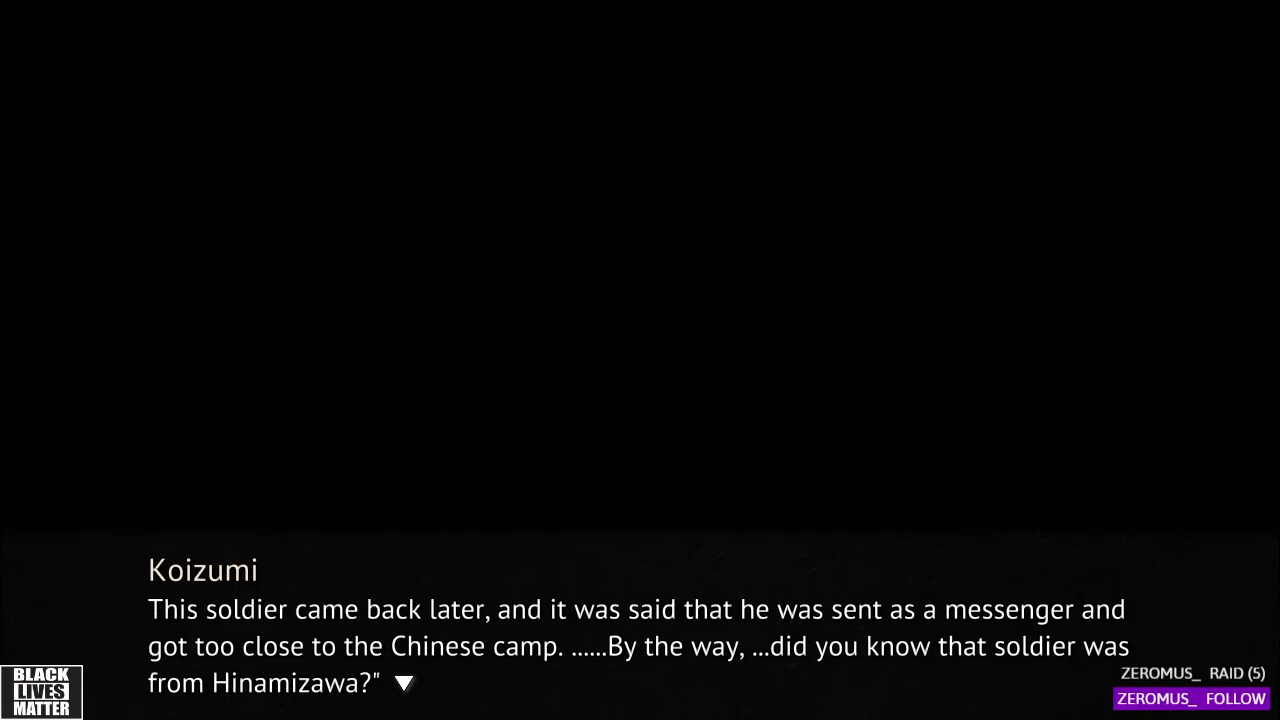 Koizumi
This soldier came back later, and it was said that he was sent as a messenger and
got too close to the Chinese camp. ......By the way, ...did you know that soldier was
from Hinamizawa?"
BLACK
LIVES
MATTER
ZEROMUS_ RAID (5)
ZEROMUS_ FOLLOW